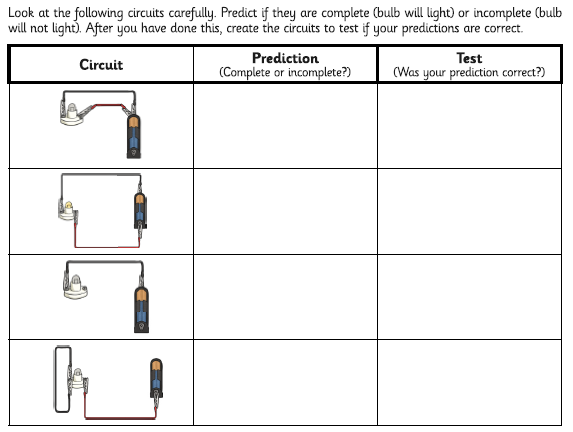 Look at the following circuits carefully. Predict if they are complete (bulb will light) or incomplete (bulb
will not light). After you have done this, create the circuits to test if your predictions are correct.
Circuit
Prediction
(Complete or incomplete?)
Test
(Was your prediction correct?)